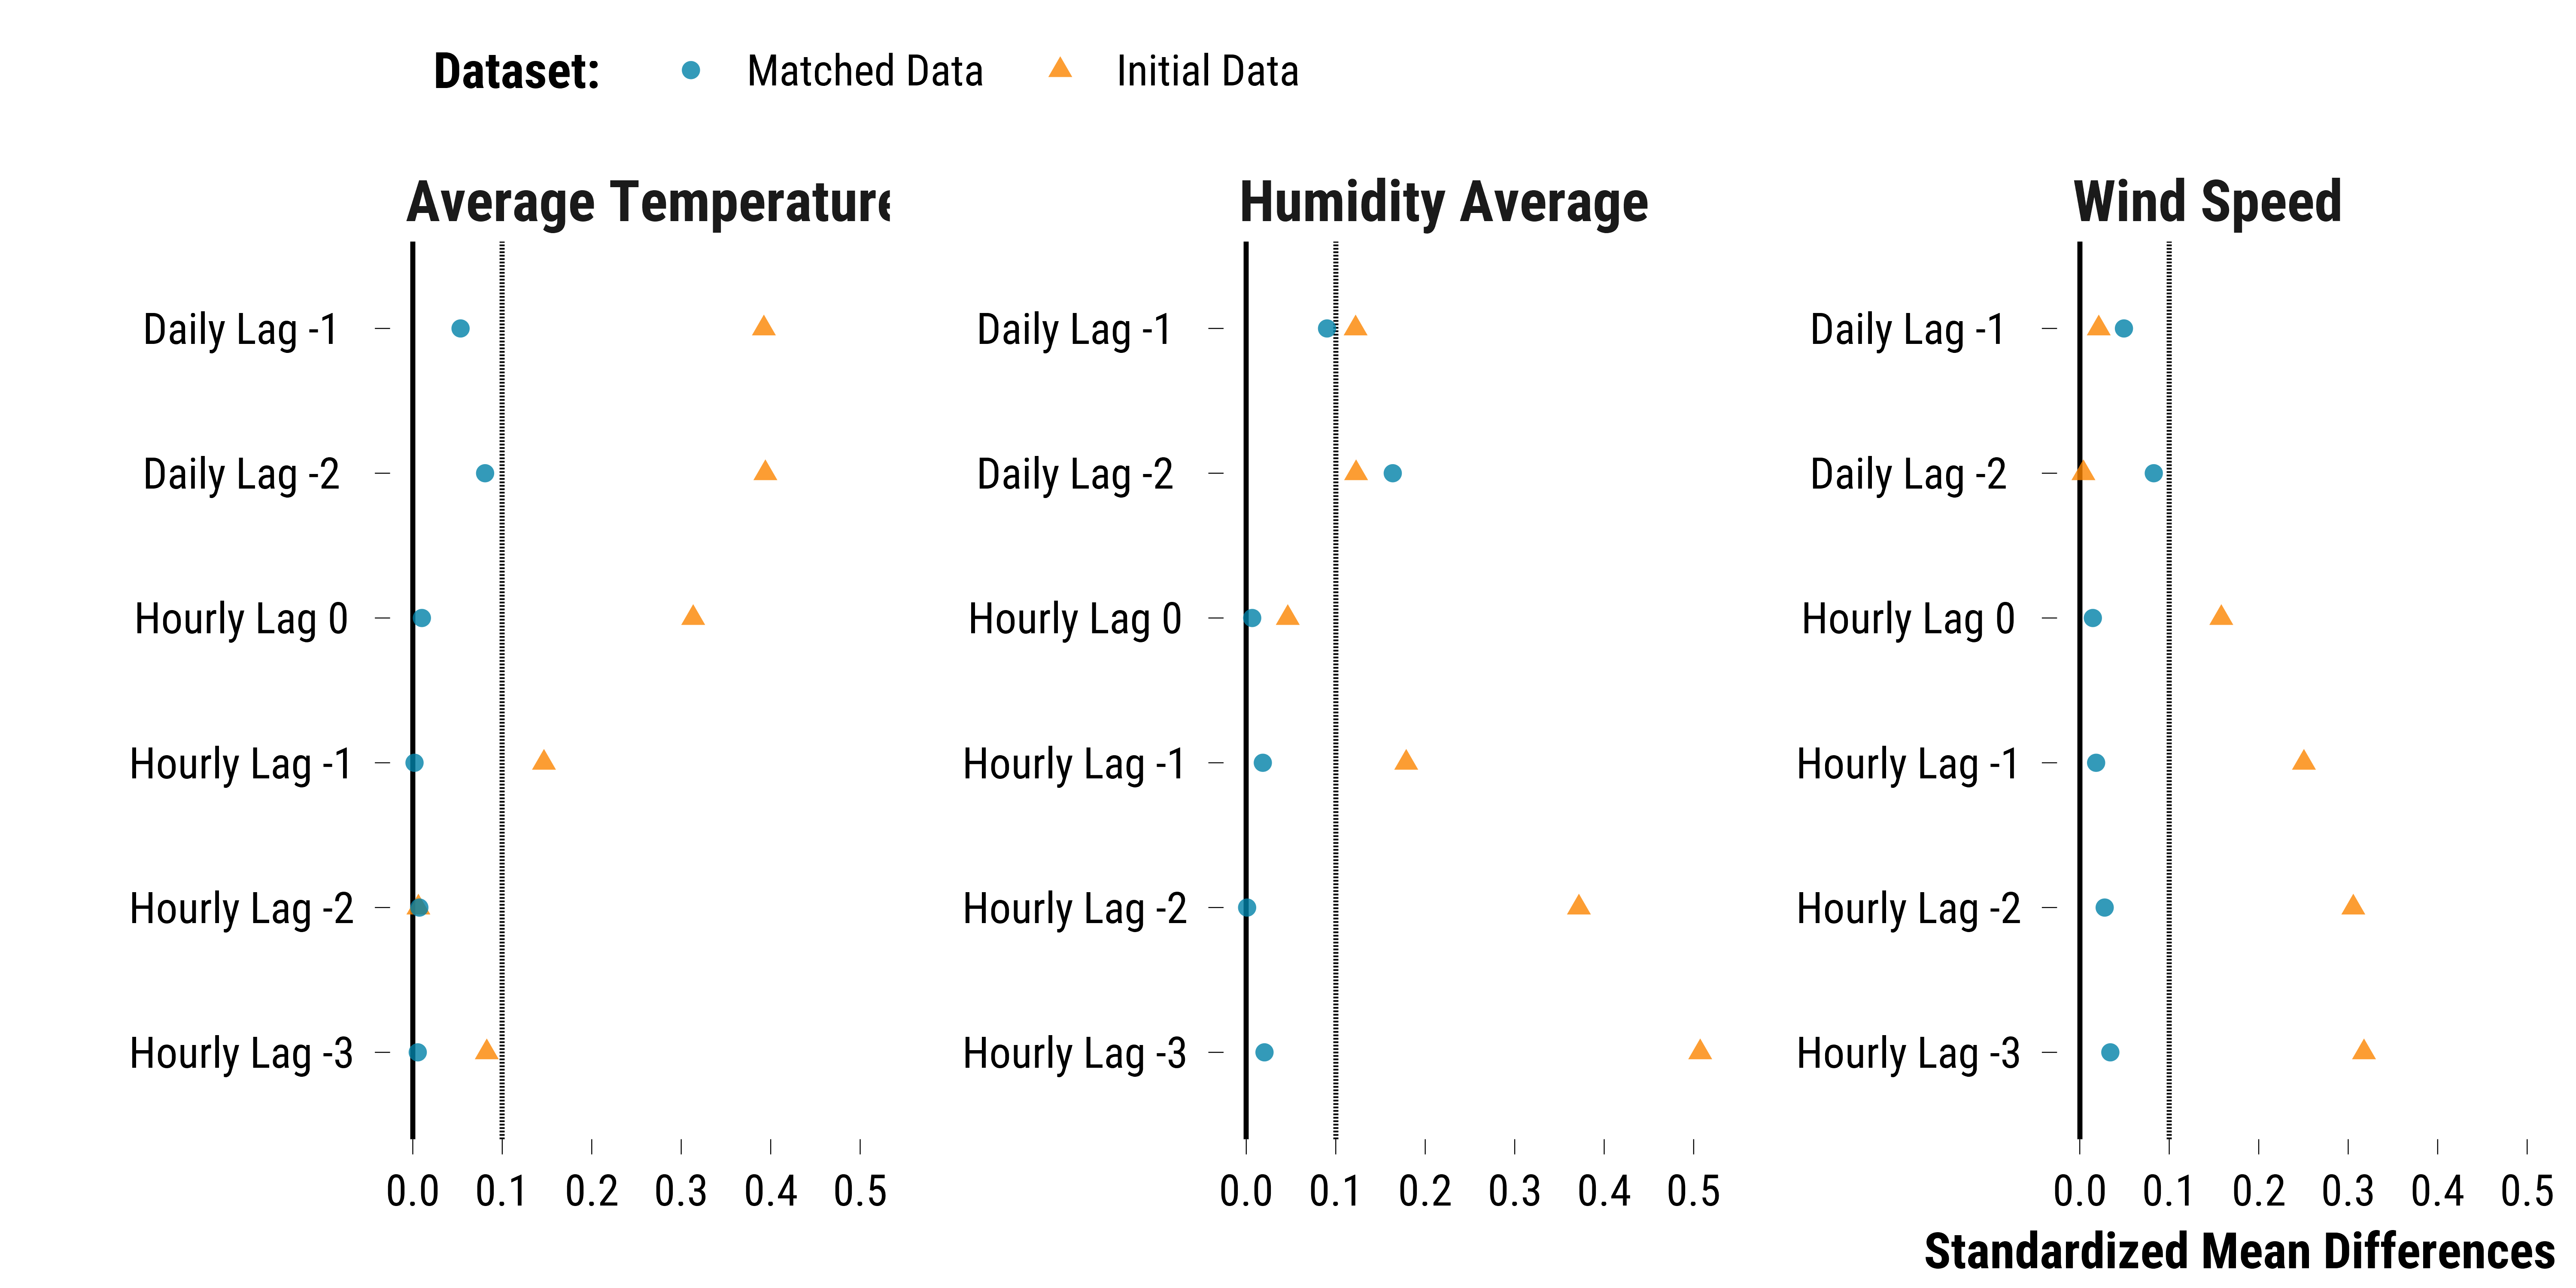 Dataset: Matched Data Initial Data
Average Temperature Humidity Average Wind Speed
Daily Lag -1 Daily Lag -1 Daily Lag -1
Daily Lag -2 Daily Lag -2 Daily Lag -2
Hourly Lag 0 Hourly Lag 0 Hourly Lag 0
Hourly Lag -1 Hourly Lag -1 Hourly Lag -1
Hourly Lag -2 Hourly Lag -2 Hourly Lag -2
Hourly Lag -3 Hourly Lag -3 Hourly Lag -3
0.0 0.1 0.2 0.3 0.4 0.5 0.0 0.1 0.2 0.3 0.4 0.5 0.0 0.1 0.2 0.3 0.4 0.5
Standardized Mean Differences